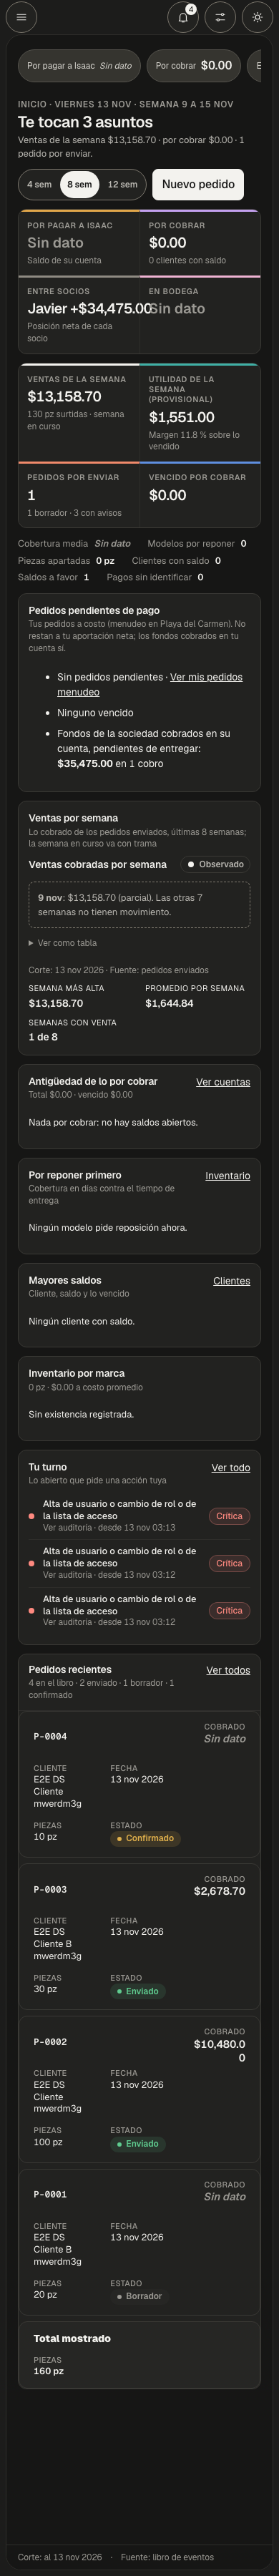 4
Por pagar a Isaac Sin dato
Por cobrar $0.00
INICIO · VIERNES 13 NOV · SEMANA 9 A 15 NOV
Te tocan 3 asuntos
Ventas de la semana $13,158.70 · por cobrar $0.00 · 1
pedido por enviar.
4 sem 8 sem 12 sem Nuevo pedido
POR PAGAR A ISAAC
Sin dato
Saldo de su cuenta
POR COBRAR
$0.00
0 clientes con saldo
ENTRE SOCIOS
Javier +$34,475.00
Posición neta de cada
socio
EN BODEGA
Sin dato
VENTAS DE LA SEMANA
$13,158.70
130 pz surtidas · semana
en curso
UTILIDAD DE LA
SEMANA
(PROVISIONAL)
$1,551.00
Margen 11.8 % sobre lo
vendido
PEDIDOS POR ENVIAR
1
1 borrador · 3 con avisos
VENCIDO POR COBRAR
$0.00
Cobertura media Sin dato Modelos por reponer 0
Piezas apartadas 0 pz Clientes con saldo 0
Saldos a favor 1 Pagos sin identificar 0
Pedidos pendientes de pago
Tus pedidos a costo (menudeo en Playa del Carmen). No
restan a tu aportación neta; los fondos cobrados en tu
cuenta sí.
Sin pedidos pendientes · Ver mis pedidos
menudeo
Ninguno vencido
Fondos de la sociedad cobrados en su
cuenta, pendientes de entregar:
$35,475.00 en 1 cobro
Ventas por semana
Lo cobrado de los pedidos enviados, últimas 8 semanas;
la semana en curso va con trama
Ventas cobradas por semana Observado
9 nov: $13,158.70 (parcial). Las otras 7
semanas no tienen movimiento.
Ver como tabla
Corte: 13 nov 2026 · Fuente: pedidos enviados
SEMANA MÁS ALTA
$13,158.70
PROMEDIO POR SEMANA
$1,644.84
SEMANAS CON VENTA
1 de 8
Antigüedad de lo por cobrar Ver cuentas
Total $0.00 · vencido $0.00
Nada por cobrar: no hay saldos abiertos.
Por reponer primero Inventario
Cobertura en días contra el tiempo de
entrega
Ningún modelo pide reposición ahora.
Mayores saldos Clientes
Cliente, saldo y lo vencido
Ningún cliente con saldo.
Inventario por marca
0 pz · $0.00 a costo promedio
Sin existencia registrada.
Tu turno Ver todo
Lo abierto que pide una acción tuya
Alta de usuario o cambio de rol o de
la lista de acceso
Ver auditoría · desde 13 nov 03:13
Crítica
Alta de usuario o cambio de rol o de
la lista de acceso
Ver auditoría · desde 13 nov 03:12
Crítica
Alta de usuario o cambio de rol o de
la lista de acceso
Ver auditoría · desde 13 nov 03:12
Crítica
Pedidos recientes Ver todos
4 en el libro · 2 enviado · 1 borrador · 1
confirmado
P-0004
COBRADO
Sin dato
CLIENTE
E2E DS
Cliente
mwerdm3g
FECHA
13 nov 2026
PIEZAS
10 pz
ESTADO
Confirmado
P-0003
COBRADO
$2,678.70
CLIENTE
E2E DS
Cliente B
mwerdm3g
FECHA
13 nov 2026
PIEZAS
30 pz
ESTADO
Enviado
P-0002
COBRADO
$10,480.0
0
CLIENTE
E2E DS
Cliente
mwerdm3g
FECHA
13 nov 2026
PIEZAS
100 pz
ESTADO
Enviado
P-0001
COBRADO
Sin dato
CLIENTE
E2E DS
Cliente B
mwerdm3g
FECHA
13 nov 2026
PIEZAS
20 pz
ESTADO
Borrador
Total mostrado
PIEZAS
160 pz
Corte: al 13 nov 2026 · Fuente: libro de eventos